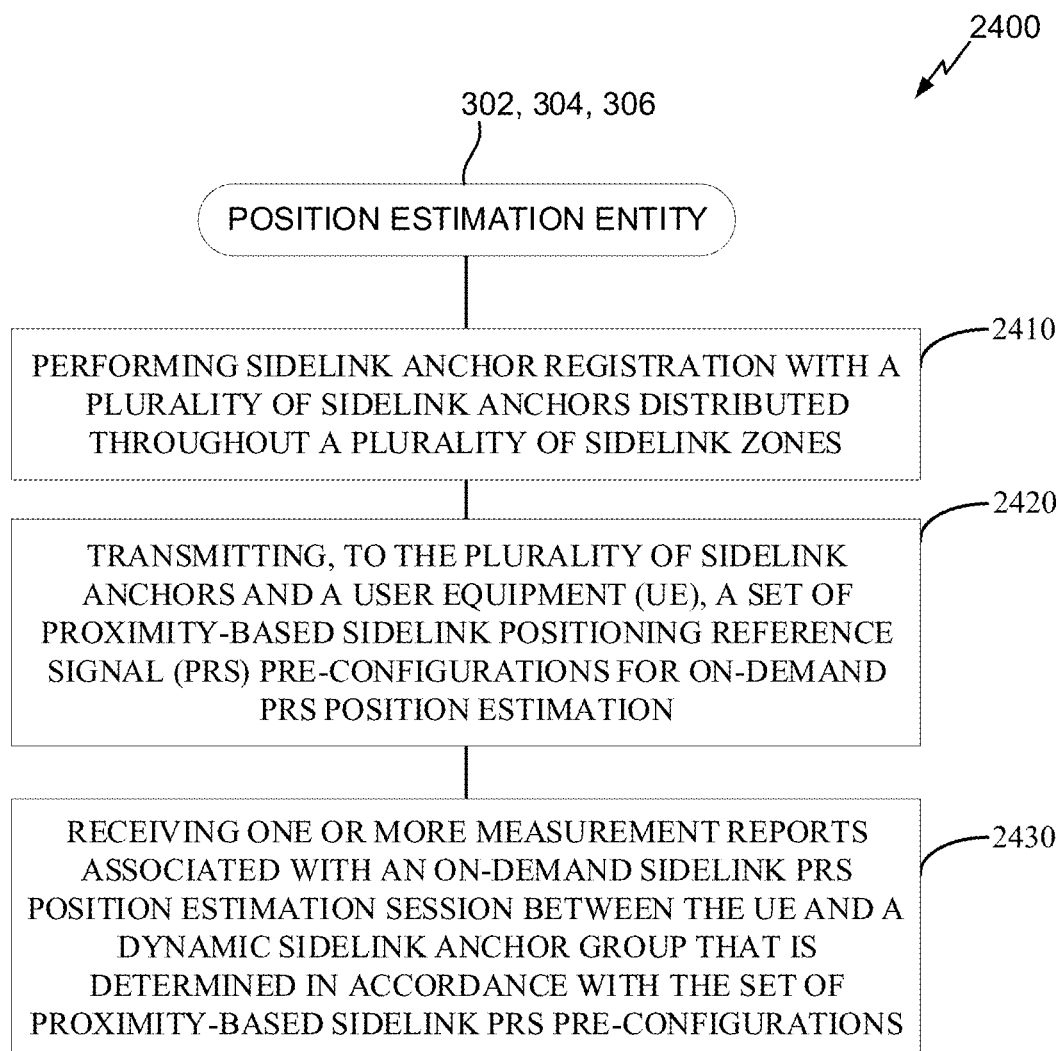 2400
302, 304, 306
POSITION ESTIMATION ENTITY
2410
PERFORMING SIDELINK ANCHOR REGISTRATION WITH A
PLURALITY OF SIDELINK ANCHORS DISTRIBUTED
THROUGHOUT A PLURALITY OF SIDELINK ZONES
2420
TRANSMITTING, TO THE PLURALITY OF SIDELINK
ANCHORS AND A USER EQUIPMENT (UE), A SET OF
PROXIMITY-BASED SIDELINK POSITIONING REFERENCE
SIGNAL (PRS) PRE-CONFIGURATIONS FOR ON-DEMAND
PRS POSITION ESTIMATION
2430
RECEIVING ONE OR MORE MEASUREMENT REPORTS
ASSOCIATED WITH AN ON-DEMAND SIDELINK PRS
POSITION ESTIMATION SESSION BETWEEN THE UE AND A
DYNAMIC SIDELINK ANCHOR GROUP THAT IS
DETERMINED IN ACCORDANCE WITH THE SET OF
PROXIMITY-BASED SIDELINK PRS PRE-CONFIGURATIONS